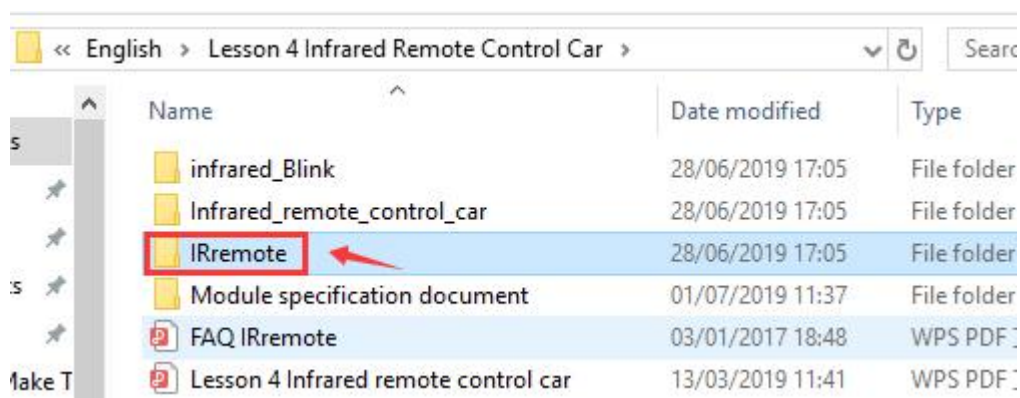 « English > Lesson 4 Infrared Remote Control Car > Searc
Name Date modified Type
s
infrared_Blink 28/06/2019 17:05 File folder
Infrared_remote_control_car 28/06/2019 17:05 File folder
IRremote 28/06/2019 17:05 File folder
:s Module specification document 01/07/2019 11:37 File folder
FAQ IRremote 03/01/2017 18:48 WPS PDF
Make T Lesson 4 Infrared remote control car 13/03/2019 11:41 WPS PDF